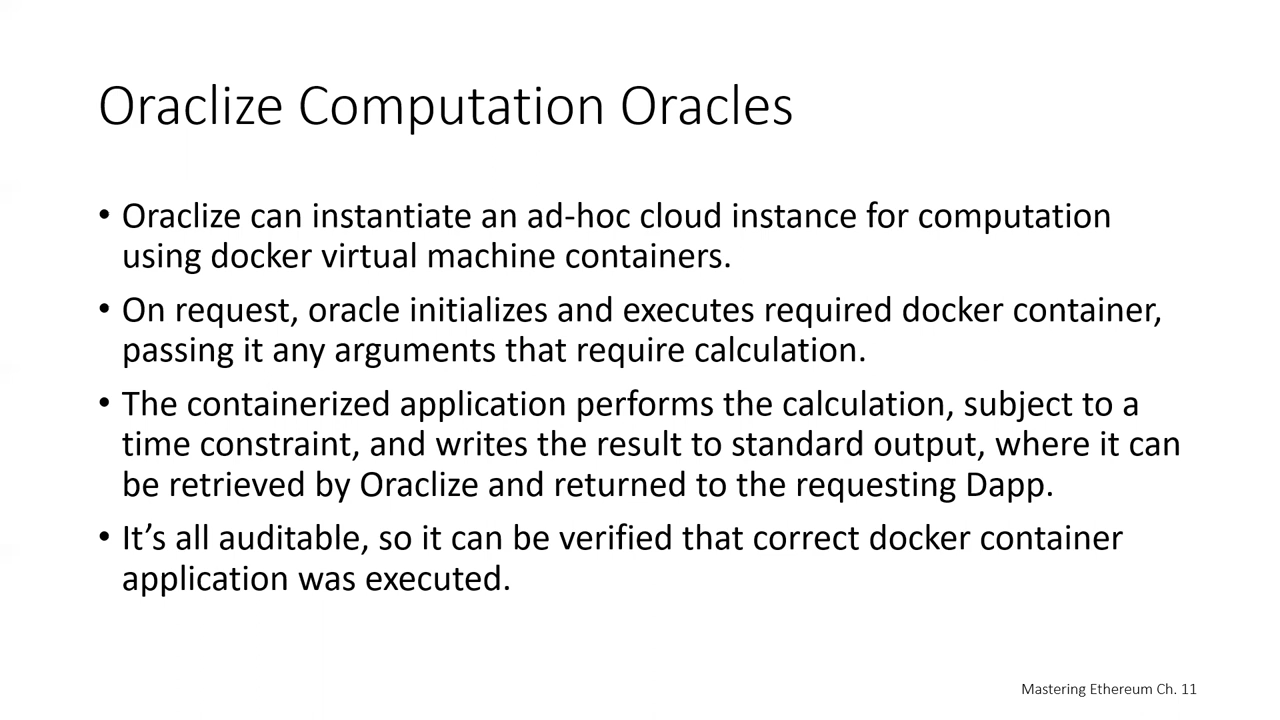 Oraclize Computation Oracles
• Oraclize can instantiate an ad-hoc cloud instance for computation
using docker virtual machine containers.
• On request, oracle initializes and executes required docker container,
passing it any arguments that require calculation.
• The containerized application performs the calculation, subject to a
time constraint, and writes the result to standard output, where it can
be retrieved by Oraclize and returned to the requesting Dapp.
• It’s all auditable, so it can be verified that correct docker container
application was executed.
Mastering Ethereum Ch. 11